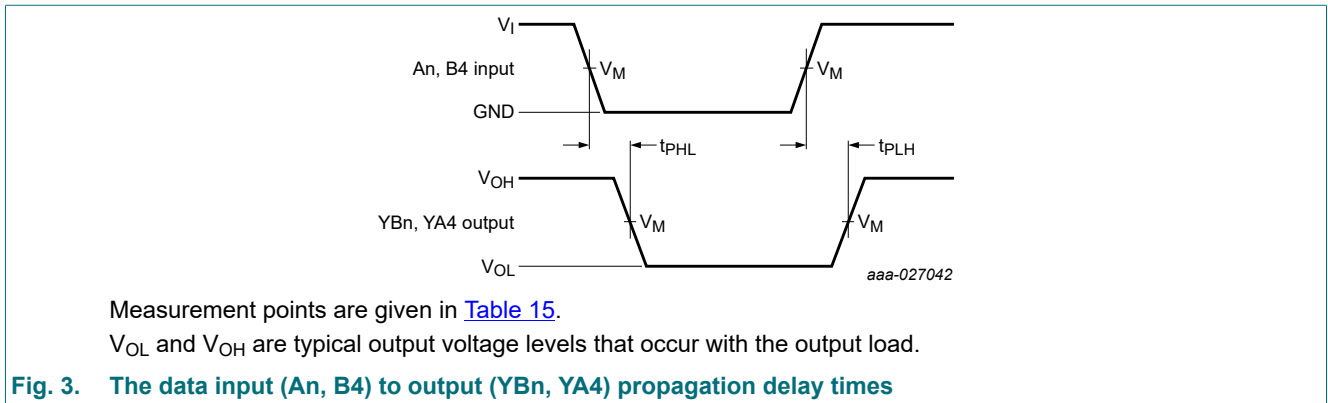 VI
An, B4 input
VM
VM
GND
tPHL
tPLH
VOH
YBn, YA4 output
VM
VM
VOL
aaa-027042
Measurement points are given in Table 15.
VOL and VOH are typical output voltage levels that occur with the output load.
Fig. 3. The data input (An, B4) to output (YBn, YA4) propagation delay times